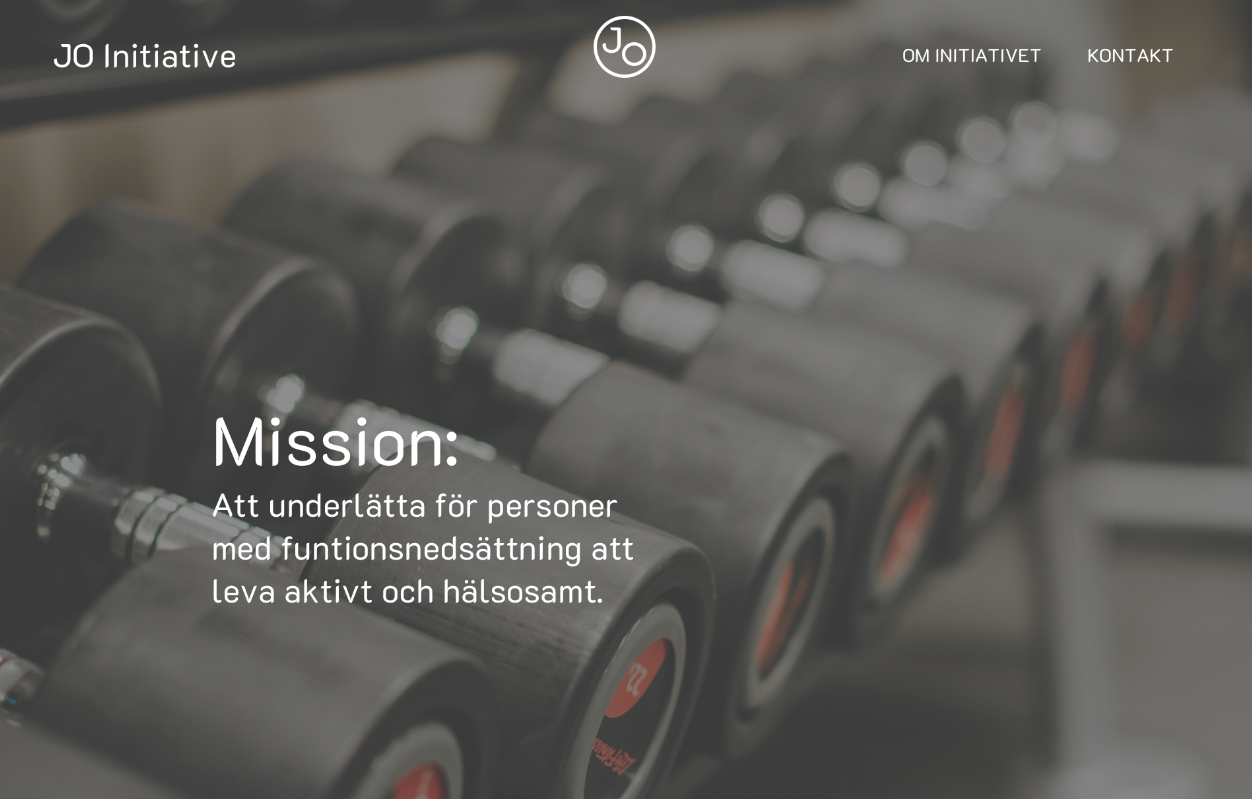 JO Initiative
JO
OM INITIATIVET
KONTAKT
Mission:
Att underlätta för personer
med funtionsnedsättning att
leva aktivt och hälsosamt.